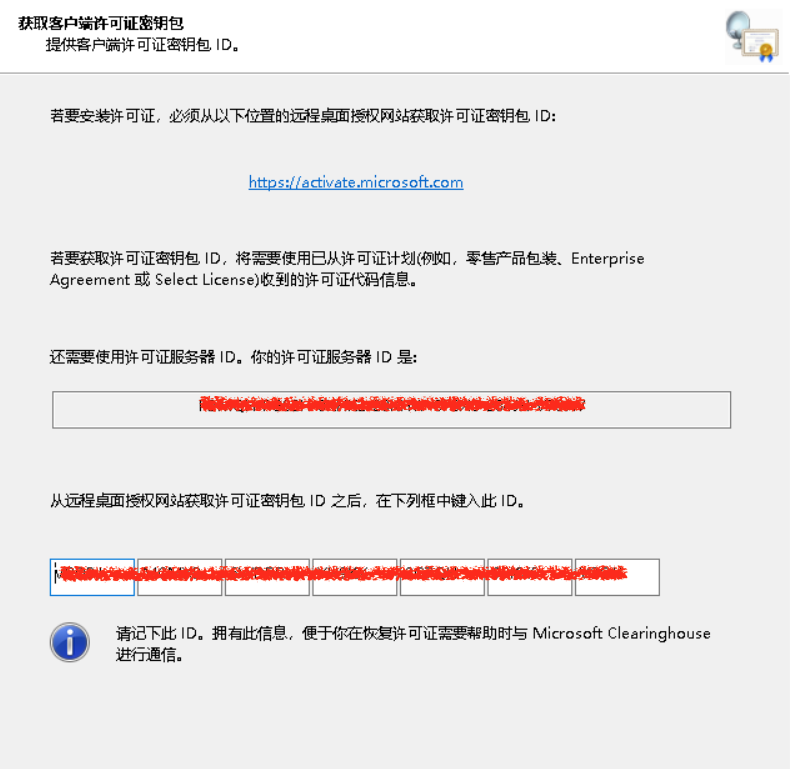 获取客户端许可证密钥包
提供客户端许可证密钥包 ID。
若要安装许可证，必须从以下位置的远程桌面授权网站获取许可证密钥包 ID:
https://activate.microsoft.com
若要获取许可证密钥包 ID，将需要使用已从许可证计划(例如，零售产品包装、Enterprise
Agreement 或 Select License)收到的许可证代码信息。
还需要使用许可证服务器 ID。你的许可证服务器 ID 是:
从远程桌面授权网站获取许可证密钥包 ID 之后，在下列框中键入此 ID。
请记下此 ID。拥有此信息，便于你在恢复许可证需要帮助时与 Microsoft Clearinghouse
进行通信。